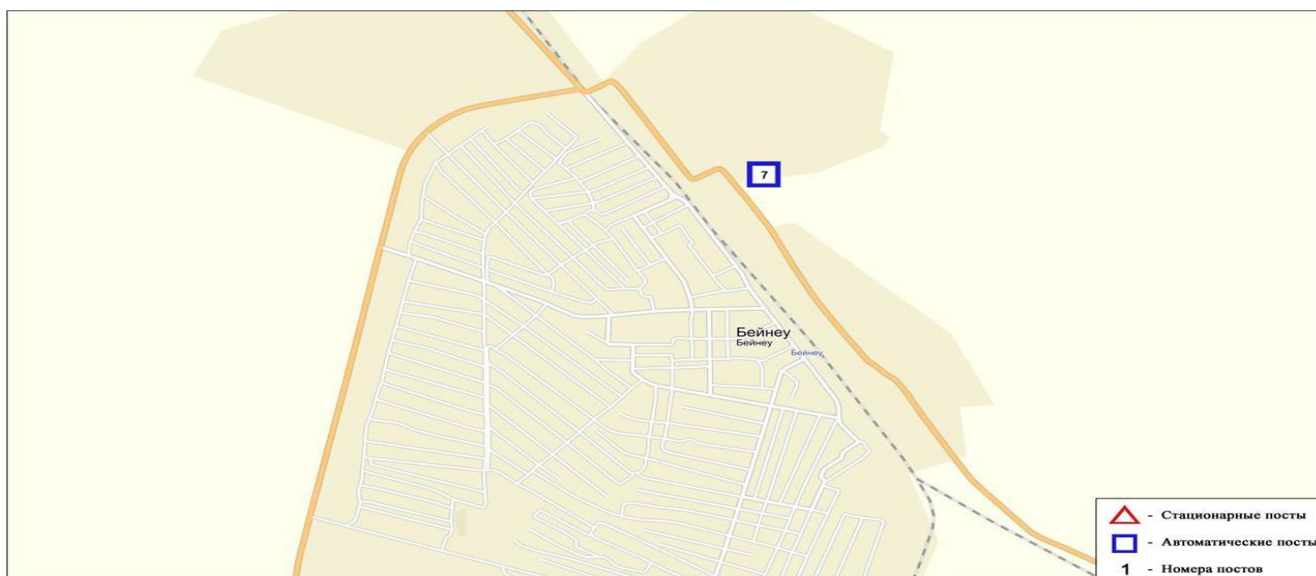 7
Бейнеу
Бейнеу
Бейнеу
- Стационарные посты
- Автоматические посты
1 - Номера постов